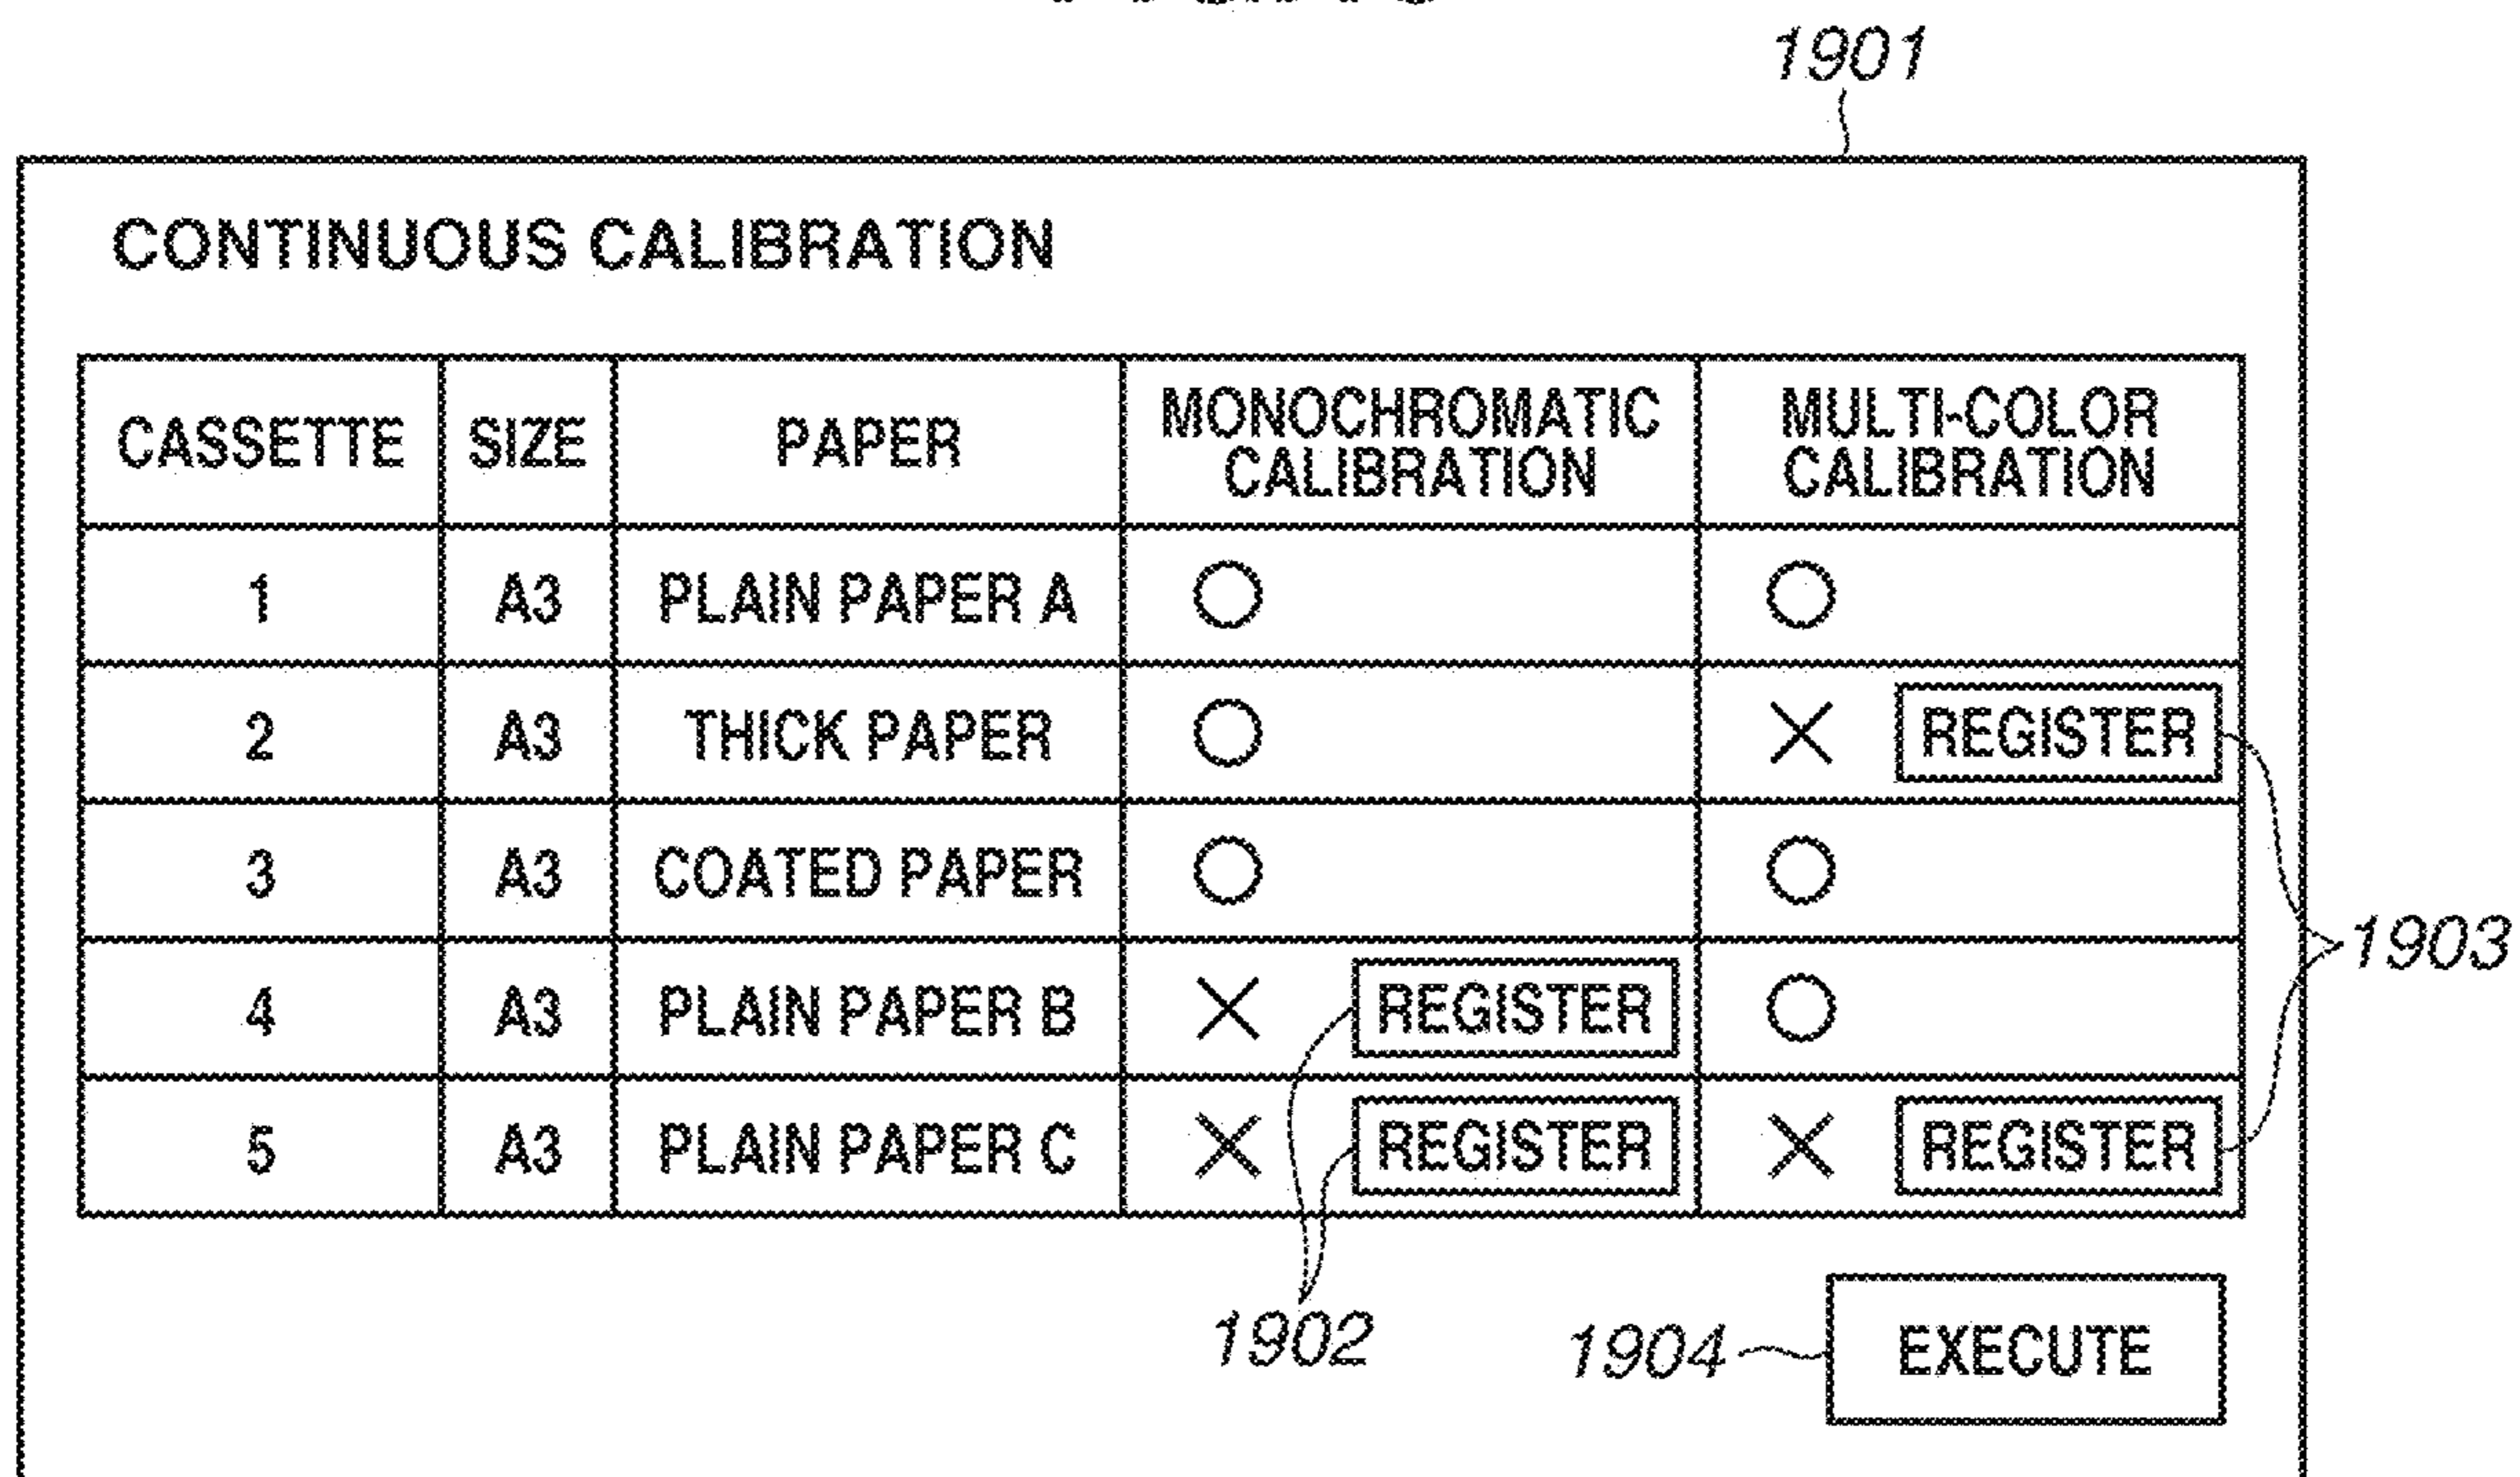 1901
CONTINUOUS CALIBRATION
CASSETTE SIZE PAPER MONOCHROMATIC CALIBRATION MULTI-COLOR CALIBRATION
1 A3 PLAIN PAPER A
2 A3 THICK PAPER REGISTER
3 A3 COATED PAPER
1903
4 A3 PLAIN PAPER B REGISTER
5 A3 PLAIN PAPER C REGISTER REGISTER
1902
1904 EXECUTE